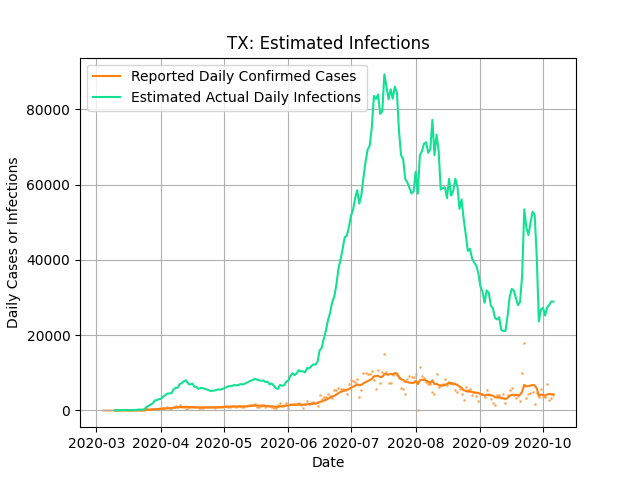 TX: Estimated Infections
Reported Daily Confirmed Cases
Estimated Actual Daily Infections
Daily Cases or Infections
80000
60000
40000
20000
0
2020-03 2020-04 2020-05 2020-06 2020-07 2020-08 2020-09 2020-10
Date